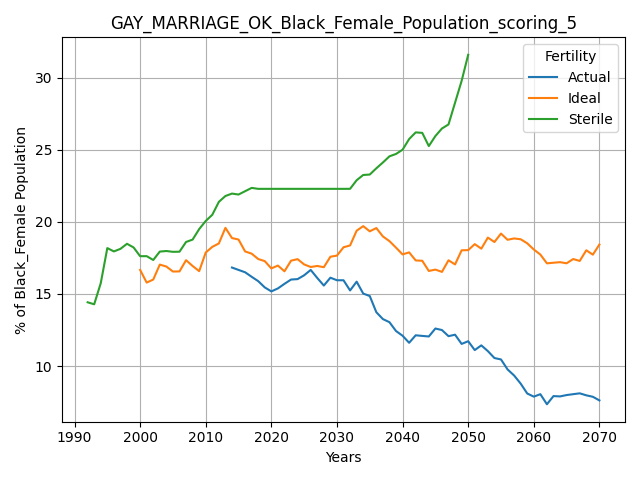 GAY_MARRIAGE_OK_Black_Female_Population_scoring_5
Fertility
Actual
Ideal
Sterile
% of Black_Female Population
30
25
20
15
10
1990 2000 2010 2020 2030 2040 2050 2060 2070
Years